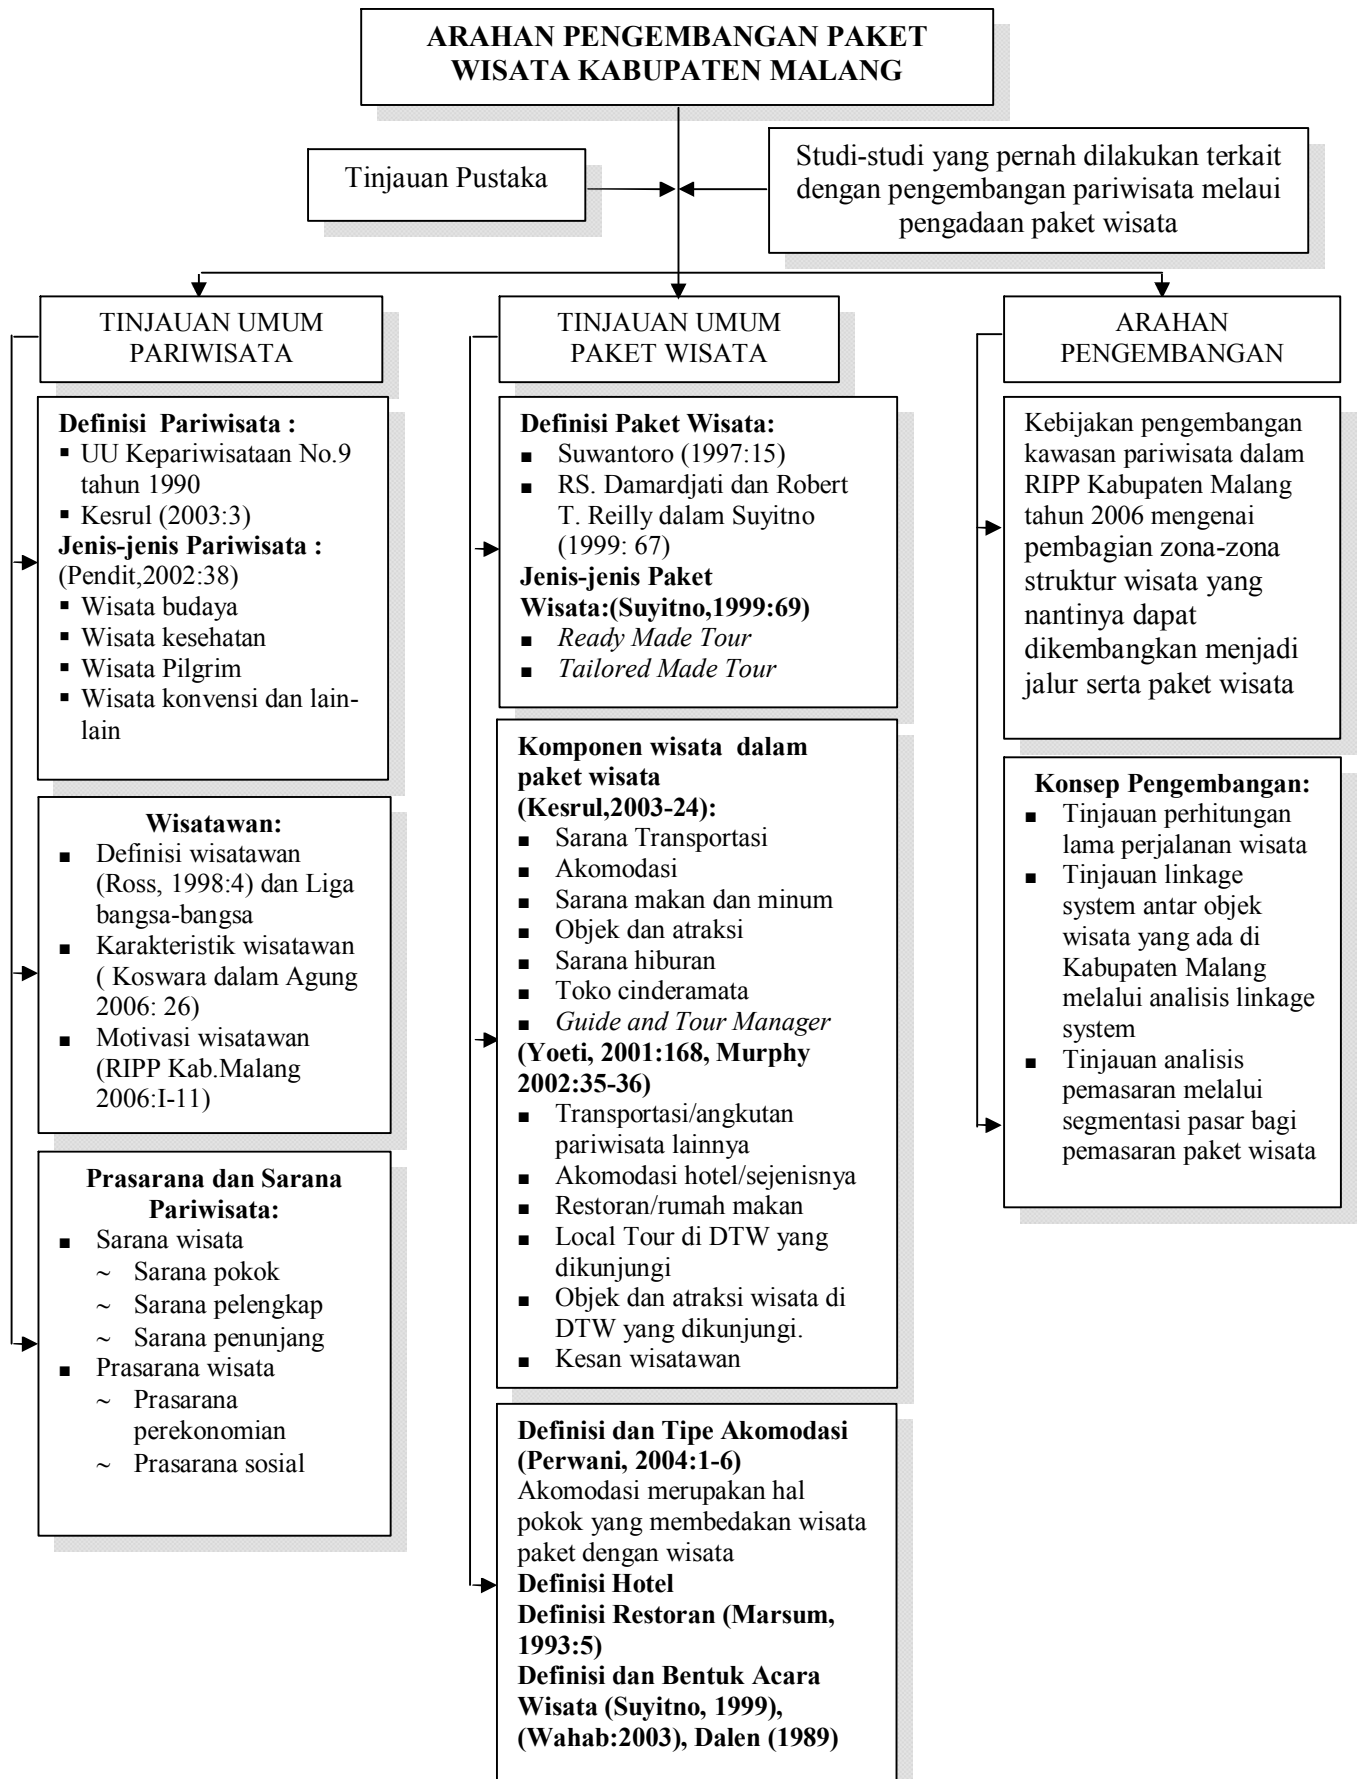 ARAHAN PENGEMBANGAN PAKET
WISATA KABUPATEN MALANG
Tinjauan Pustaka
Studi-studi yang pernah dilakukan terkait
dengan pengembangan pariwisata melaui
pengadaan paket wisata
TINJAUAN UMUM
PARIWISATA
Definisi Pariwisata :
▪ UU Kepariwisataan No.9
tahun 1990
▪ Kesrul (2003:3)
Jenis-jenis Pariwisata :
(Pendit,2002:38)
▪ Wisata budaya
▪ Wisata kesehatan
▪ Wisata Pilgrim
▪ Wisata konvensi dan lain-
lain
Wisatawan:
■ Definisi wisatawan
(Ross, 1998:4) dan Liga
bangsa-bangsa
■ Karakteristik wisatawan
( Koswara dalam Agung
2006: 26)
■ Motivasi wisatawan
(RIPP Kab.Malang
2006:I-11)
Prasarana dan Sarana
Pariwisata:
■ Sarana wisata
~ Sarana pokok
~ Sarana pelengkap
~ Sarana penunjang
■ Prasarana wisata
~ Prasarana
perekonomian
~ Prasarana sosial
TINJAUAN UMUM
PAKET WISATA
Definisi Paket Wisata:
■ Suwantoro (1997:15)
■ RS. Damardjati dan Robert
T. Reilly dalam Suyitno
(1999: 67)
Jenis-jenis Paket
Wisata:(Suyitno,1999:69)
■ Ready Made Tour
■ Tailored Made Tour
Komponen wisata dalam
paket wisata
(Kesrul,2003-24):
■ Sarana Transportasi
■ Akomodasi
■ Sarana makan dan minum
■ Objek dan atraksi
■ Sarana hiburan
■ Toko cinderamata
■ Guide and Tour Manager
(Yoeti, 2001:168, Murphy
2002:35-36)
■ Transportasi/angkutan
pariwisata lainnya
■ Akomodasi hotel/sejenisnya
■ Restoran/rumah makan
■ Local Tour di DTW yang
dikunjungi
■ Objek dan atraksi wisata di
DTW yang dikunjungi.
■ Kesan wisatawan
Definisi dan Tipe Akomodasi
(Perwani, 2004:1-6)
Akomodasi merupakan hal
pokok yang membedakan wisata
paket dengan wisata
Definisi Hotel
Definisi Restoran (Marsum,
1993:5)
Definisi dan Bentuk Acara
Wisata (Suyitno, 1999),
(Wahab:2003), Dalen (1989)
ARAHAN
PENGEMBANGAN
Kebijakan pengembangan
kawasan pariwisata dalam
RIPP Kabupaten Malang
tahun 2006 mengenai
pembagian zona-zona
struktur wisata yang
nantinya dapat
dikembangkan menjadi
jalur serta paket wisata
Konsep Pengembangan:
■ Tinjauan perhitungan
lama perjalanan wisata
■ Tinjauan linkage
system antar objek
wisata yang ada di
Kabupaten Malang
melalui analisis linkage
system
■ Tinjauan analisis
pemasaran melalui
segmentasi pasar bagi
pemasaran paket wisata